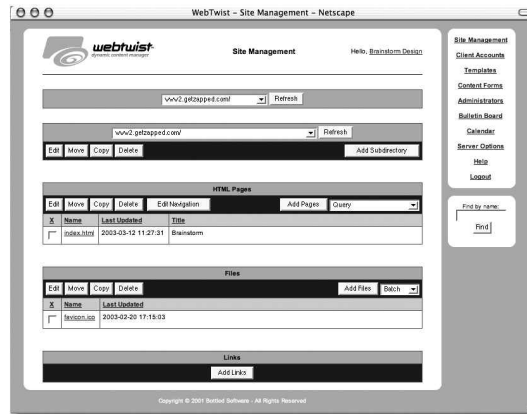 WebTwist – Site Management – Netscape
webtwist
dynamic content manager
Site Management
Hello, Brainstorm Design
www2.getzapped.com/
Refresh
www2.getzapped.com/
Refresh
Edit Move Copy Delete
Add Subdirectory
HTML Pages
Edit Move Copy Delete Edit Navigation
Add Pages Query
X Name Last Updated Title
index.html 2003-03-12 11:27:31 Brainstorm
Files
Edit Move Copy Delete
Add Files Batch
X Name Last Updated
favicon.ico 2003-02-20 17:15:03
Links
Add Links
Copyright © 2001 Bottled Software - All Rights Reserved
Site Management
Client Accounts
Templates
Content Forms
Administrators
Bulletin Board
Calendar
Server Options
Help
Logout
Find by name:
Find